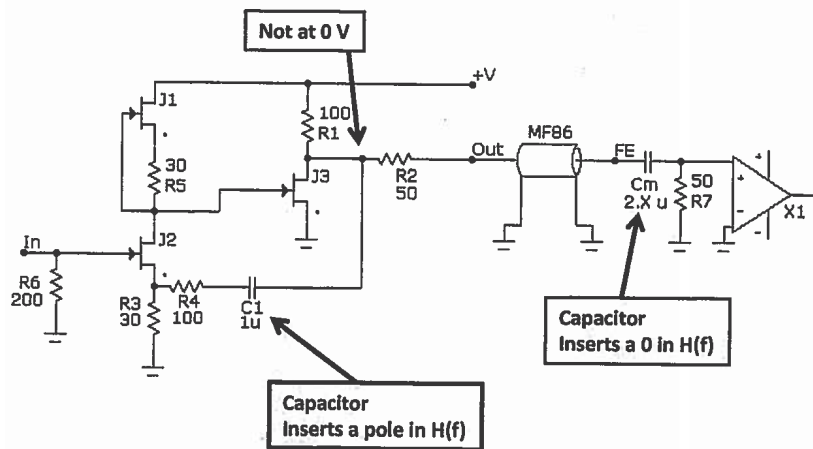 Not at 0 V
+V
J1
100
R1
MF86
30
R5
Out
FE
J3
R2
50
Cm
2.X u
50
R7
+
-
+
-
X1
In
J2
R6
200
R3
30
R4
100
C1
1u
Capacitor
Inserts a 0 in H(f)
Capacitor
Inserts a pole in H(f)